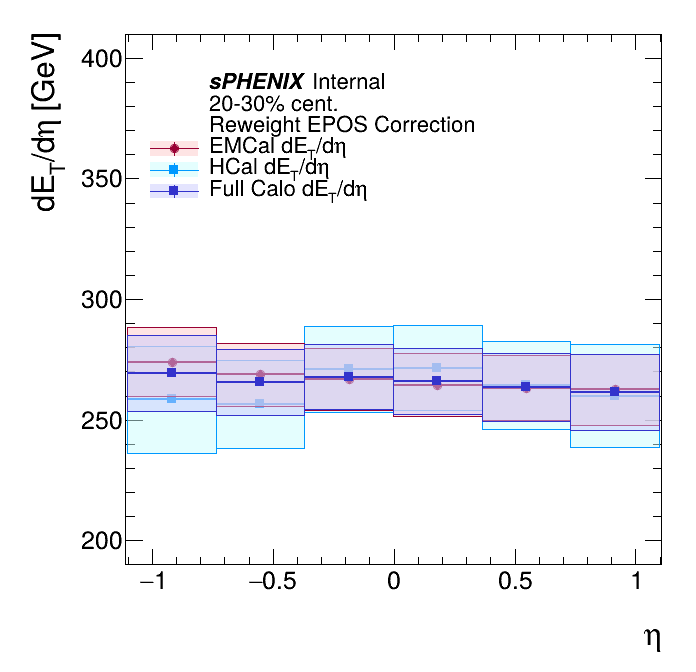 dE_T/dη [GeV]
400
350
300
250
200
sPHENIX Internal
20-30% cent.
Reweight EPOS Correction
EMCal dE_T/dη
HCal dE_T/dη
Full Calo dE_T/dη
−1 −0.5 0 0.5 1
η